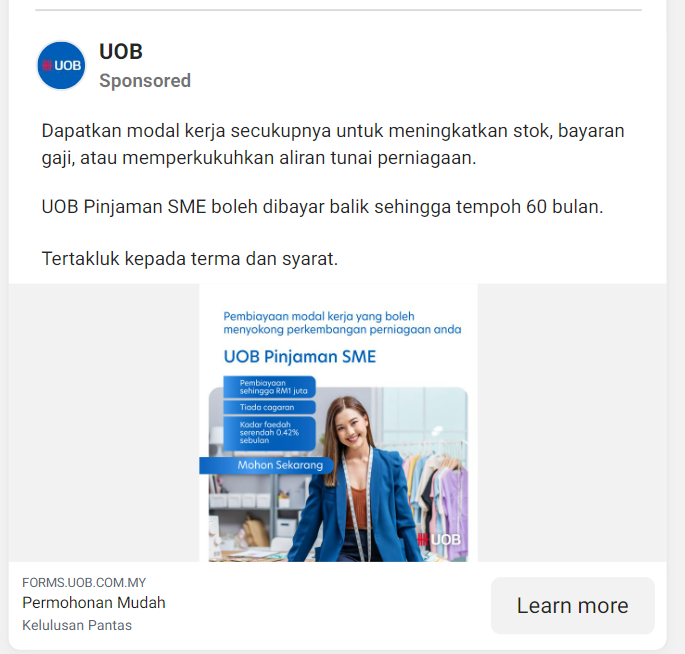 UOB
UOB
Sponsored
Dapatkan modal kerja secukupnya untuk meningkatkan stok, bayaran
gaji, atau memperkukuhkan aliran tunai perniagaan.
UOB Pinjaman SME boleh dibayar balik sehingga tempoh 60 bulan.
Tertakluk kepada terma dan syarat.
Pembiayaan modal kerja yang boleh
menyokong perkembangan perniagaan anda
UOB Pinjaman SME
Pembiayaan
sehingga RM1 juta
Tiada cagaran
Kadar faedah
serendah 0.42%
sebulan
Mohon Sekarang
UOB
FORMS.UOB.COM.MY
Permohonan Mudah
Kelulusan Pantas
Learn more